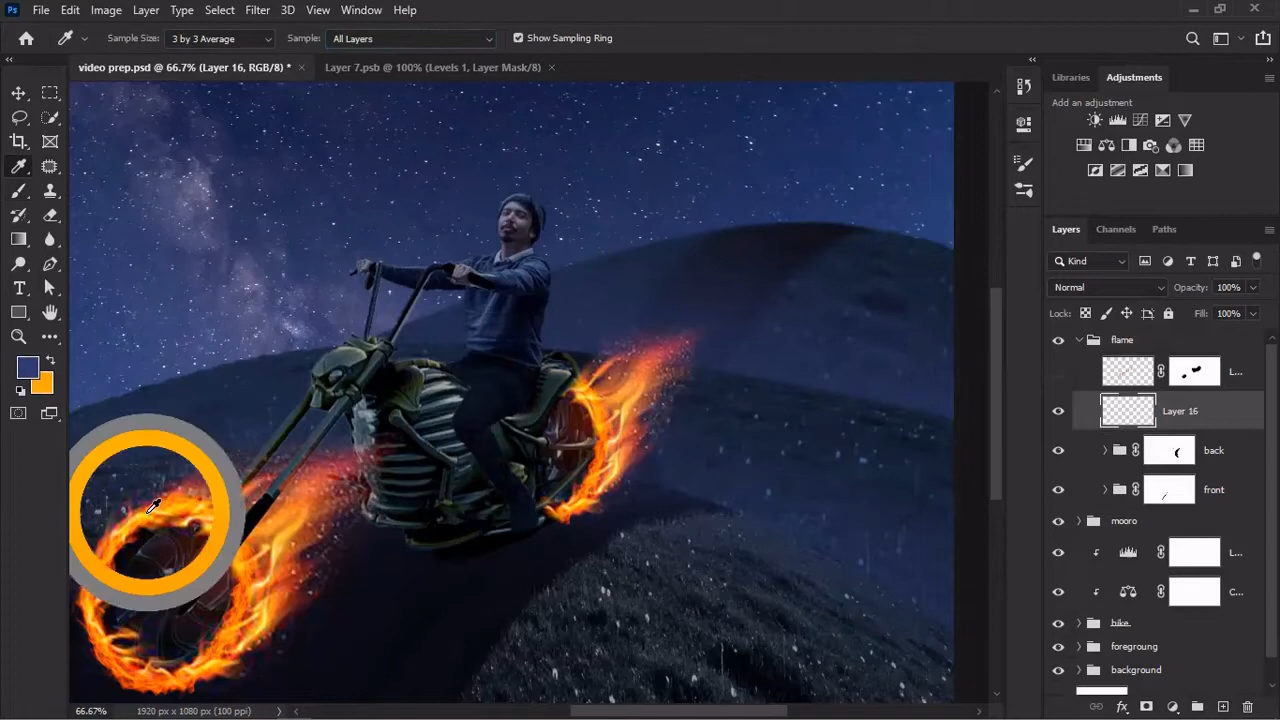 Ps File Edit Image Layer Type Select Filter 3D View Window Help
Sample Size: 3 by 3 Average Sample: All Layers Show Sampling Ring
video prep.psd @ 66.7% (Layer 16, RGB/8) * Layer 7.psb @ 100% (Levels 1, Layer Mask/8)
Libraries Adjustments
Add an adjustment
Layers Channels Paths
Kind
Normal Opacity: 100%
Lock: Fill: 100%
flame
L...
Layer 16
back
front
mooro
L...
C...
bike.
foregroung
background
66.67% 1920 px x 1080 px (100 ppi)